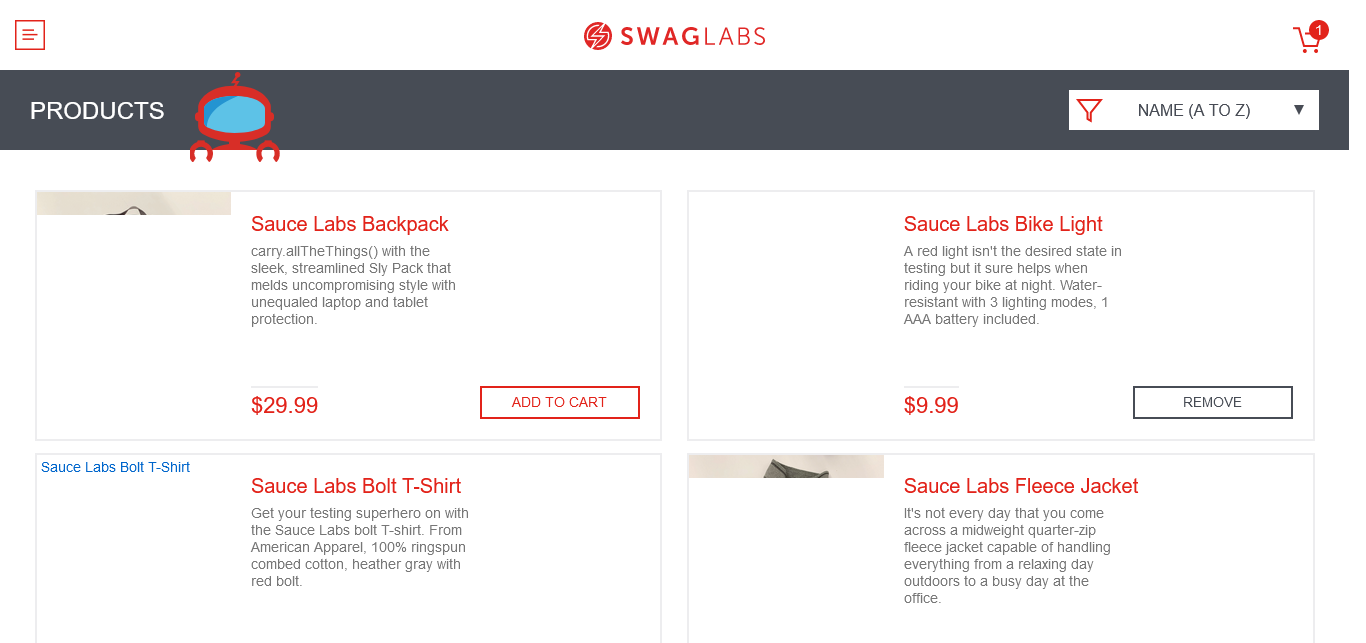 SWAGLABS
1
PRODUCTS
NAME (A TO Z)
Sauce Labs Backpack
carry.allTheThings() with the
sleek, streamlined Sly Pack that
melds uncompromising style with
unequaled laptop and tablet
protection.
$29.99
ADD TO CART
Sauce Labs Bike Light
A red light isn't the desired state in
testing but it sure helps when
riding your bike at night. Water-
resistant with 3 lighting modes, 1
AAA battery included.
$9.99
REMOVE
Sauce Labs Bolt T-Shirt
Sauce Labs Bolt T-Shirt
Get your testing superhero on with
the Sauce Labs bolt T-shirt. From
American Apparel, 100% ringspun
combed cotton, heather gray with
red bolt.
Sauce Labs Fleece Jacket
It's not every day that you come
across a midweight quarter-zip
fleece jacket capable of handling
everything from a relaxing day
outdoors to a busy day at the
office.